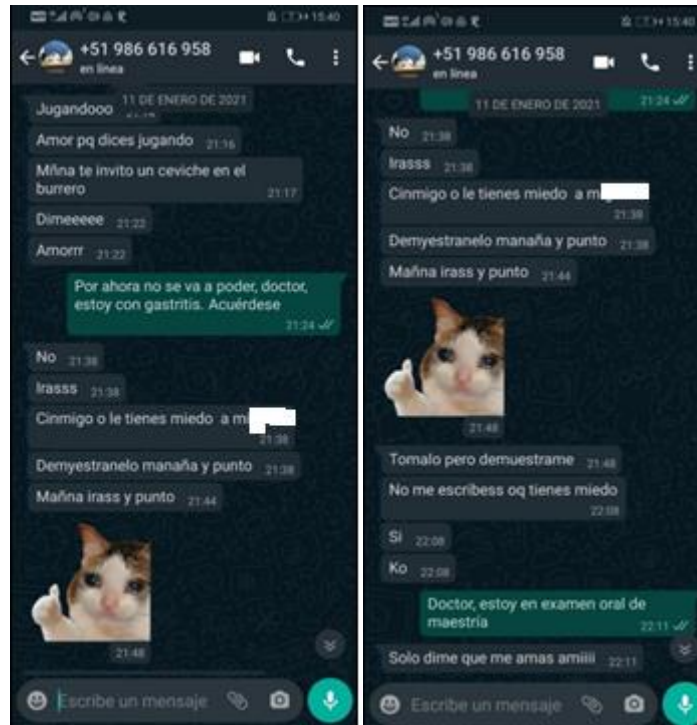 15:40
+51 986 616 958
en línea
11 DE ENERO DE 2021
Jugandooo
Amor pq dices jugando 21:16
Mñna te invito un ceviche en el
burrero 21:17
Dimeeeee 21:22
Amorrr 21:22
Por ahora no se va a poder, doctor,
estoy con gastritis. Acuérdese
21:24
No 21:38
Irasss 21:38
Cinmigo o le tienes miedo a mi
21:38
Demyestranelo manaña y punto 21:38
Mañna irass y punto 21:44
21:48
Escribe un mensaje
15:40
+51 986 616 958
en línea
21:24
11 DE ENERO DE 2021
No 21:38
Irasss 21:38
Cinmigo o le tienes miedo a m
21:38
Demyestranelo manaña y punto 21:38
Mañna irass y punto 21:44
21:48
Tomalo pero demuestrame 21:48
No me escribess oq tienes miedo
22:08
Si 22:08
Ko 22:08
Doctor, estoy en examen oral de
maestría 22:11
Solo dime que me amas amiiii 22:11
Escribe un mensaje